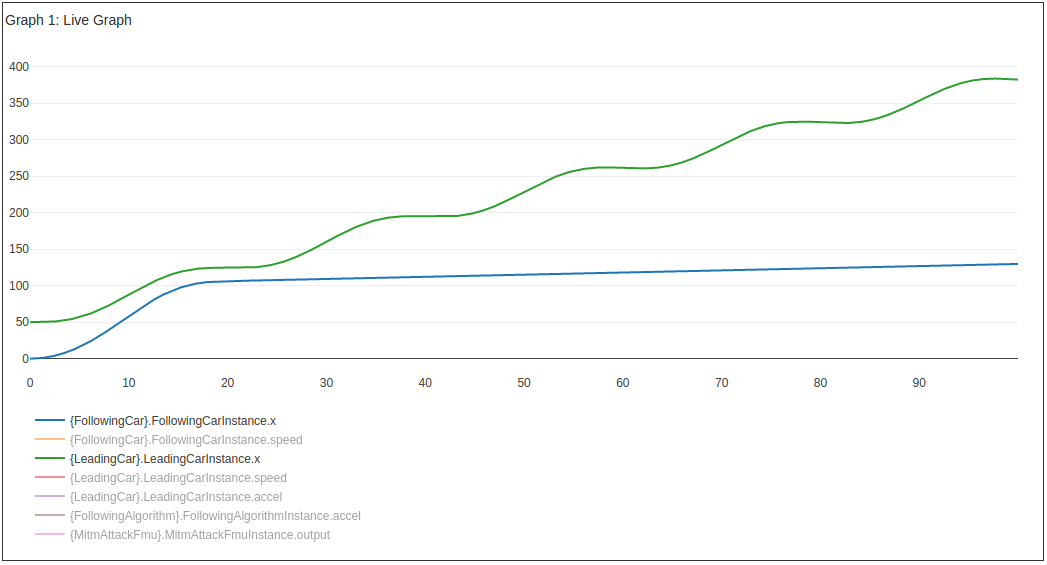 Graph 1: Live Graph
400
350
300
250
200
150
100
50
0
0 10 20 30 40 50 60 70 80 90
{FollowingCar}.FollowingCarInstance.x
{FollowingCar}.FollowingCarInstance.speed
{LeadingCar}.LeadingCarInstance.x
{LeadingCar}.LeadingCarInstance.speed
{LeadingCar}.LeadingCarInstance.accel
{FollowingAlgorithm}.FollowingAlgorithmInstance.accel
{MitmAttackFmu}.MitmAttackFmuInstance.output